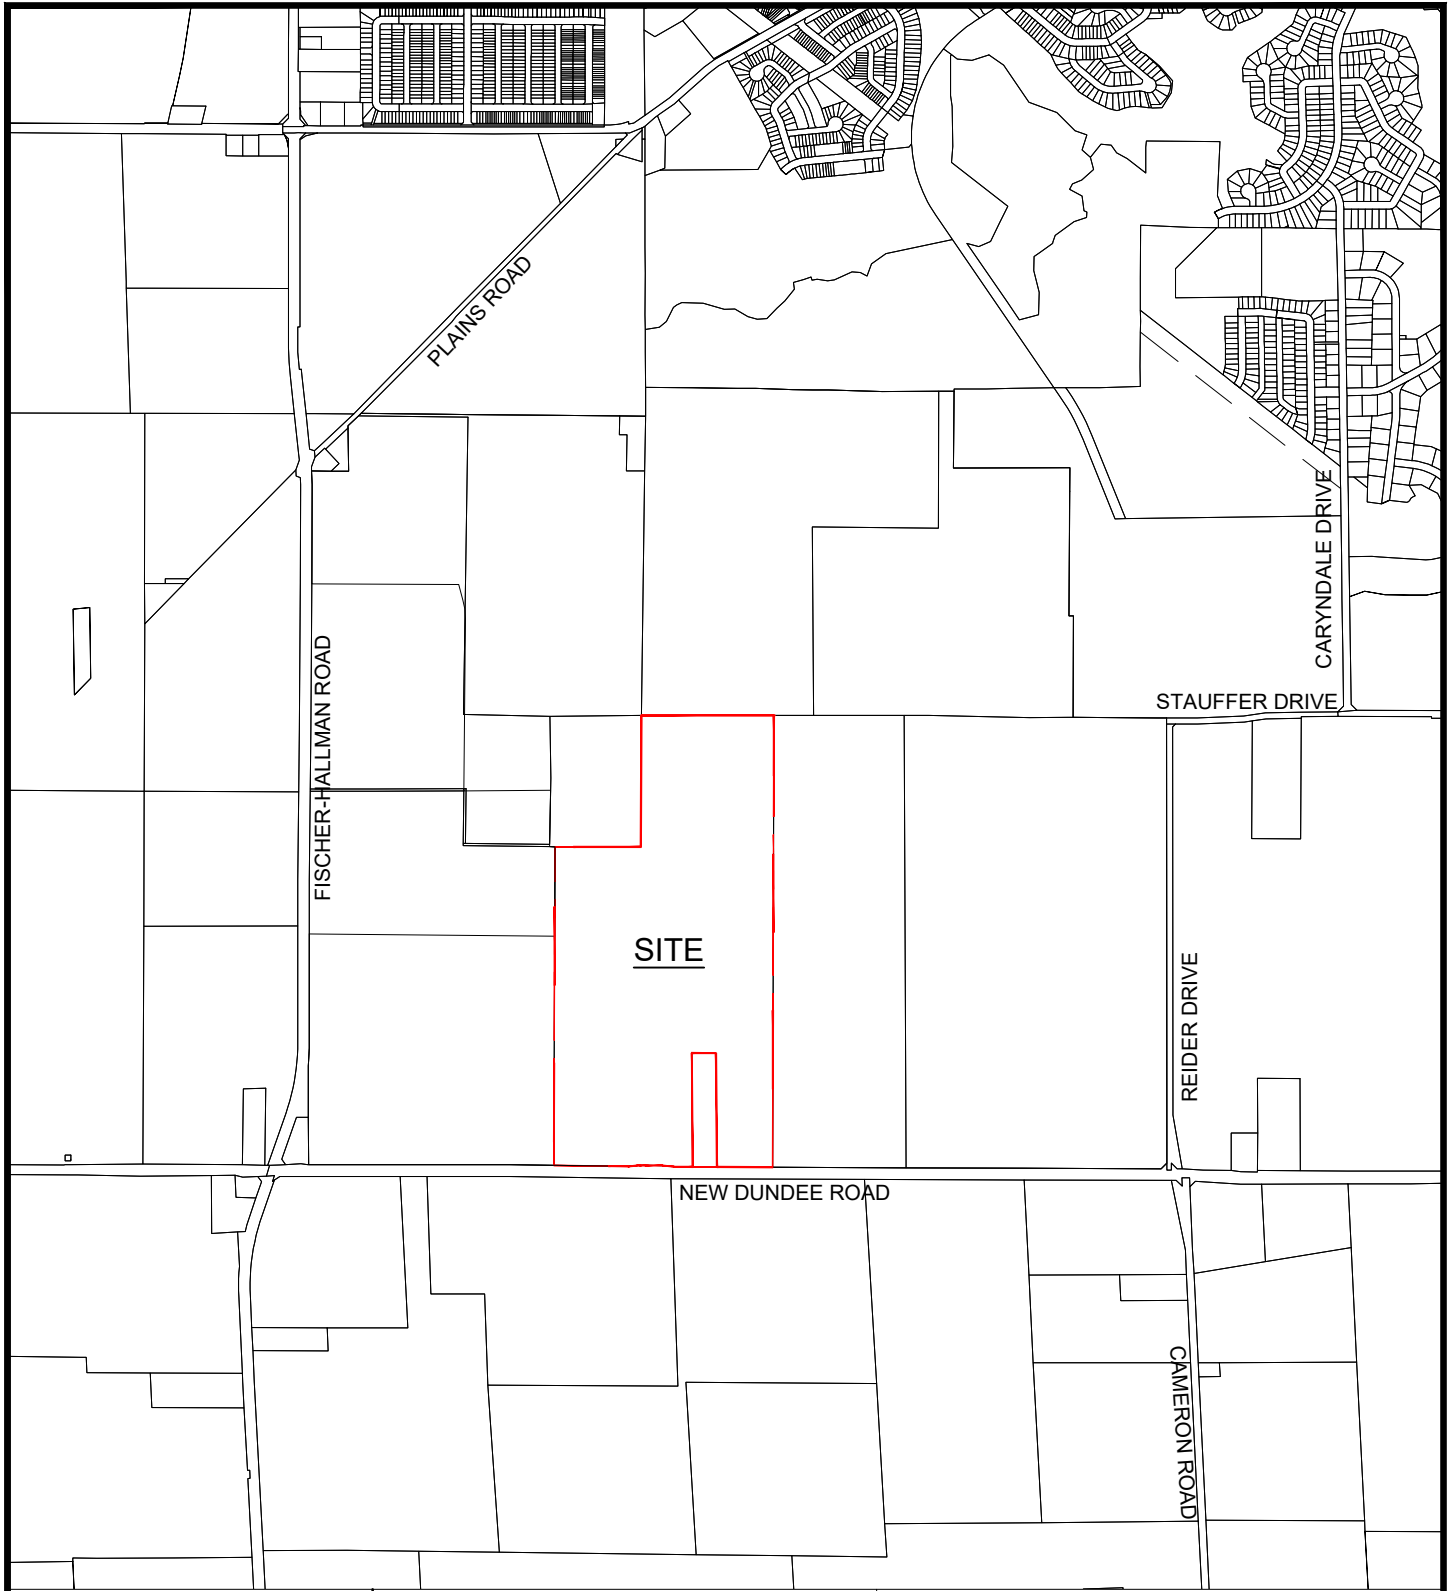 PLAINS ROAD
CARYNDALE DRIVE
FISCHER-HALLMAN ROAD
STAUFFER DRIVE
SITE
REIDER DRIVE
NEW DUNDEE ROAD
CAMERON ROAD